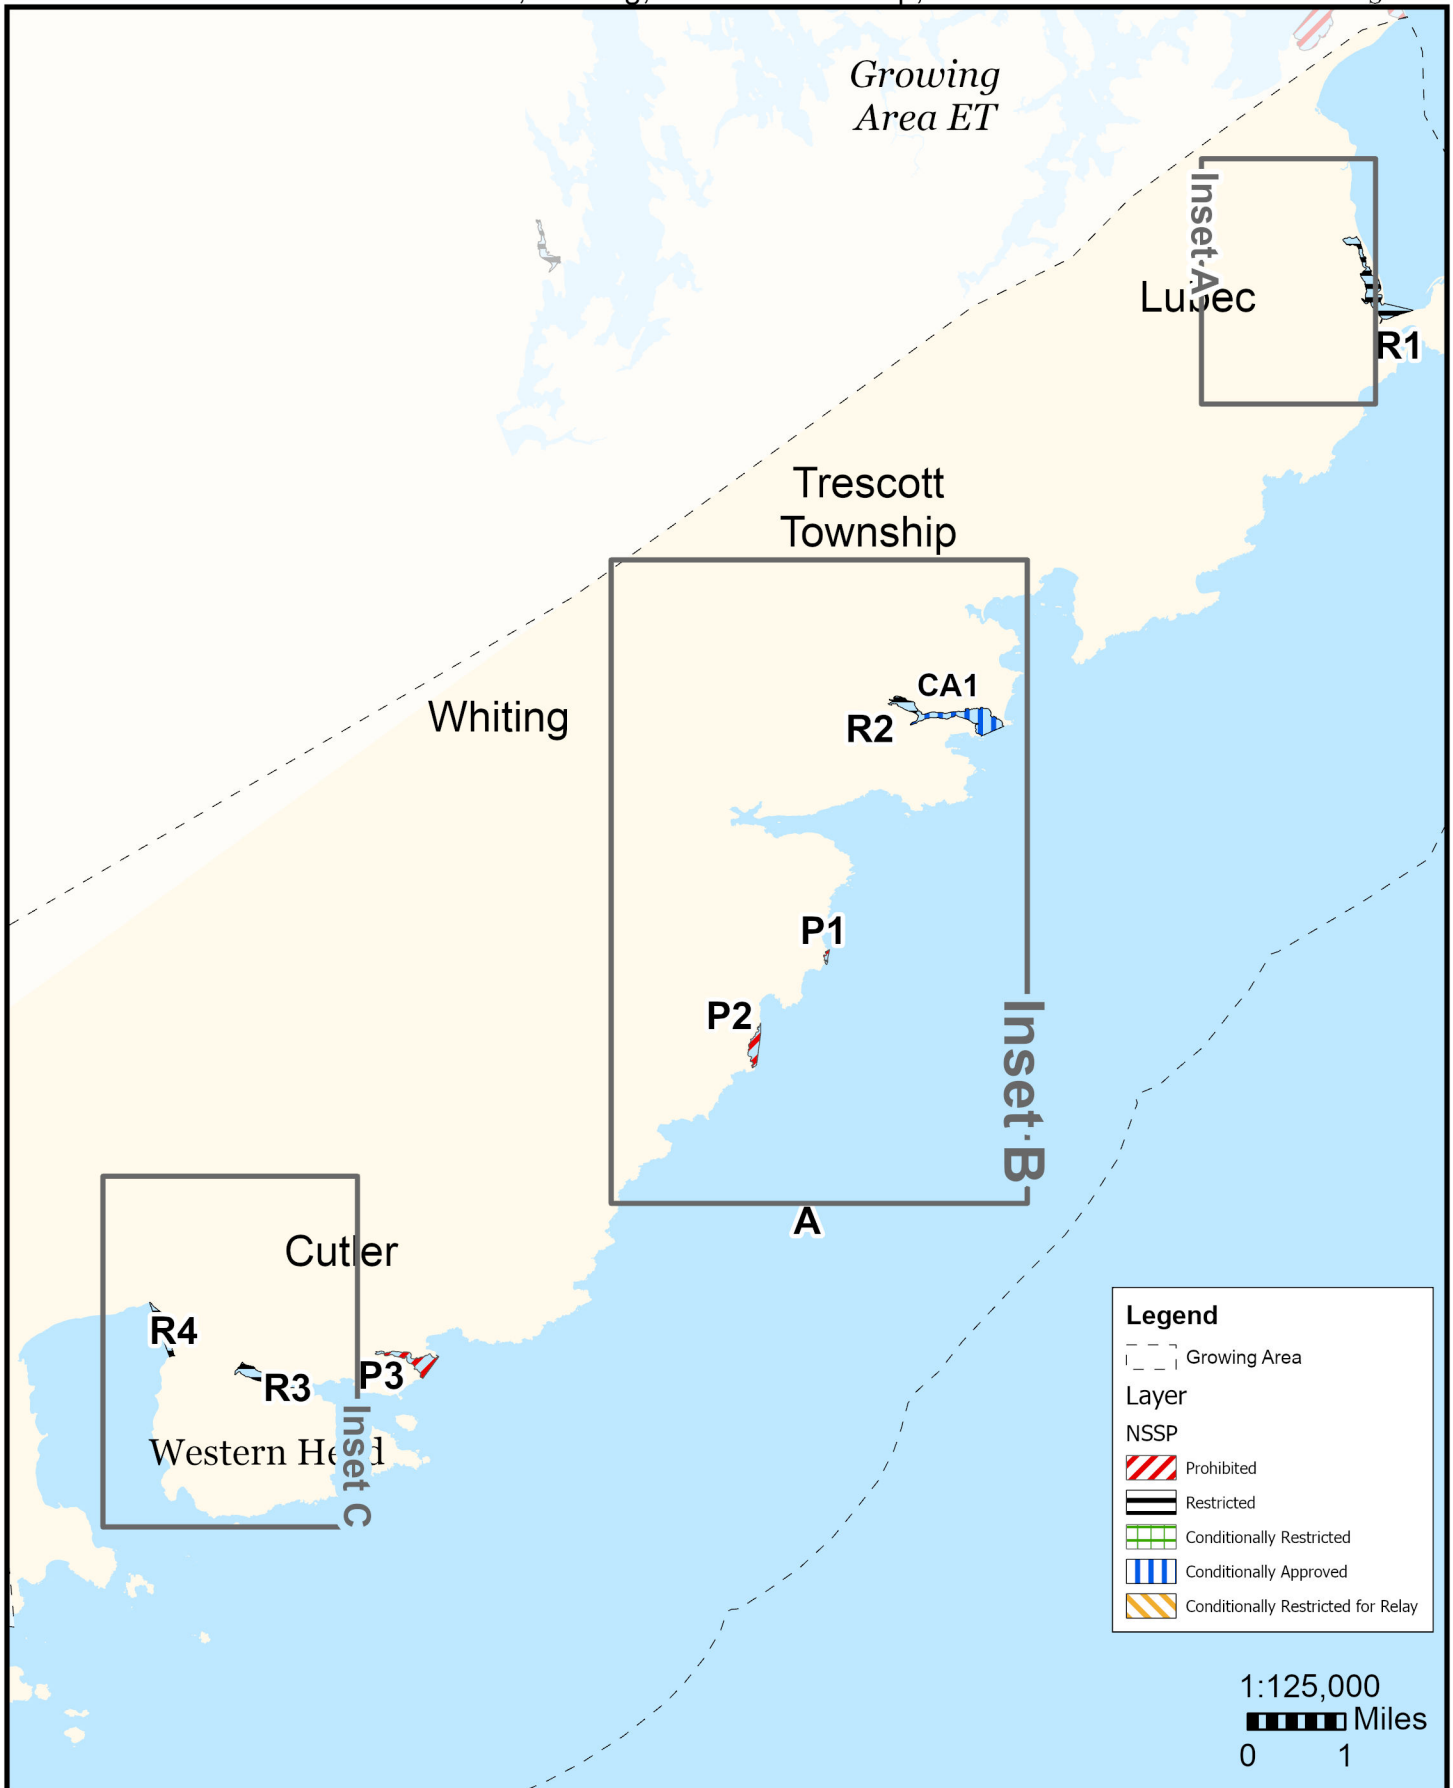 Growing
Area ET
Inset A
Lubec
R1
Trescott
Township
Whiting
CA1
R2
P1
P2
Inset B
A
Cutler
R4
R3
P3
Western Head
Inset C
Legend
Growing Area
Layer
NSSP
Prohibited
Restricted
Conditionally Restricted
Conditionally Approved
Conditionally Restricted for Relay
1:125,000
Miles
0 1